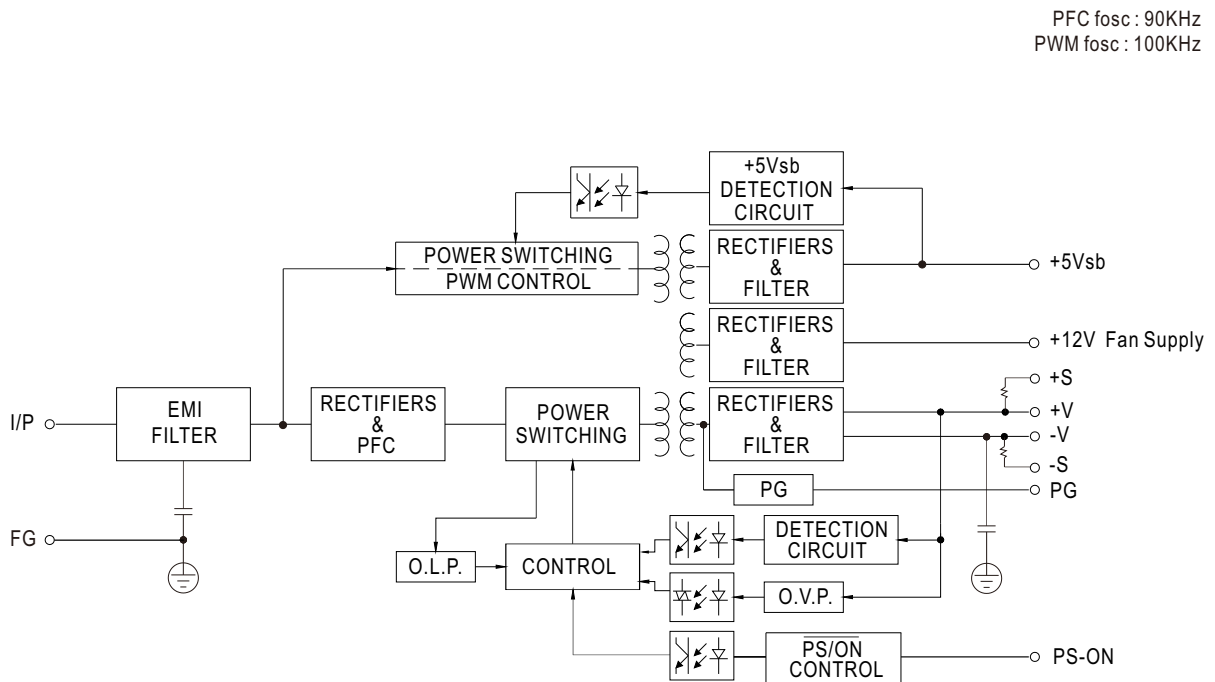 PFC fosc : 90KHz
PWM fosc : 100KHz
+5Vsb
DETECTION
CIRCUIT
POWER SWITCHING
PWM CONTROL
RECTIFIERS
&
FILTER
+5Vsb
RECTIFIERS
&
FILTER
+12V Fan Supply
+S
I/P
EMI
FILTER
RECTIFIERS
&
PFC
POWER
SWITCHING
RECTIFIERS
&
FILTER
+V
-V
-S
PG
PG
FG
O.L.P.
CONTROL
DETECTION
CIRCUIT
O.V.P.
PS/ON
CONTROL
PS-ON